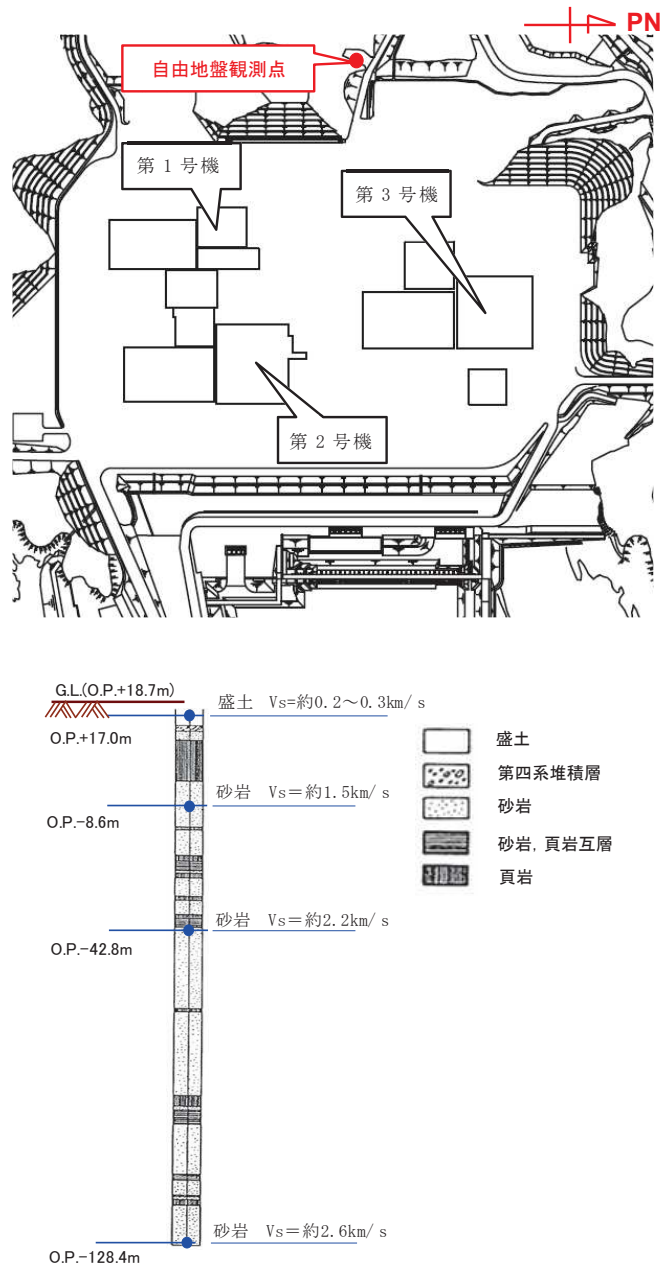 PN
自由地盤観測点
第1号機
第3号機
第2号機
G.L.(O.P.+18.7m)
盛土 Vs=約0.2～0.3km/s
O.P.+17.0m
砂岩 Vs＝約1.5km/s
O.P.-8.6m
砂岩 Vs＝約2.2km/s
O.P.-42.8m
砂岩 Vs＝約2.6km/s
O.P.-128.4m
盛土
第四系堆積層
砂岩
砂岩, 頁岩互層
頁岩